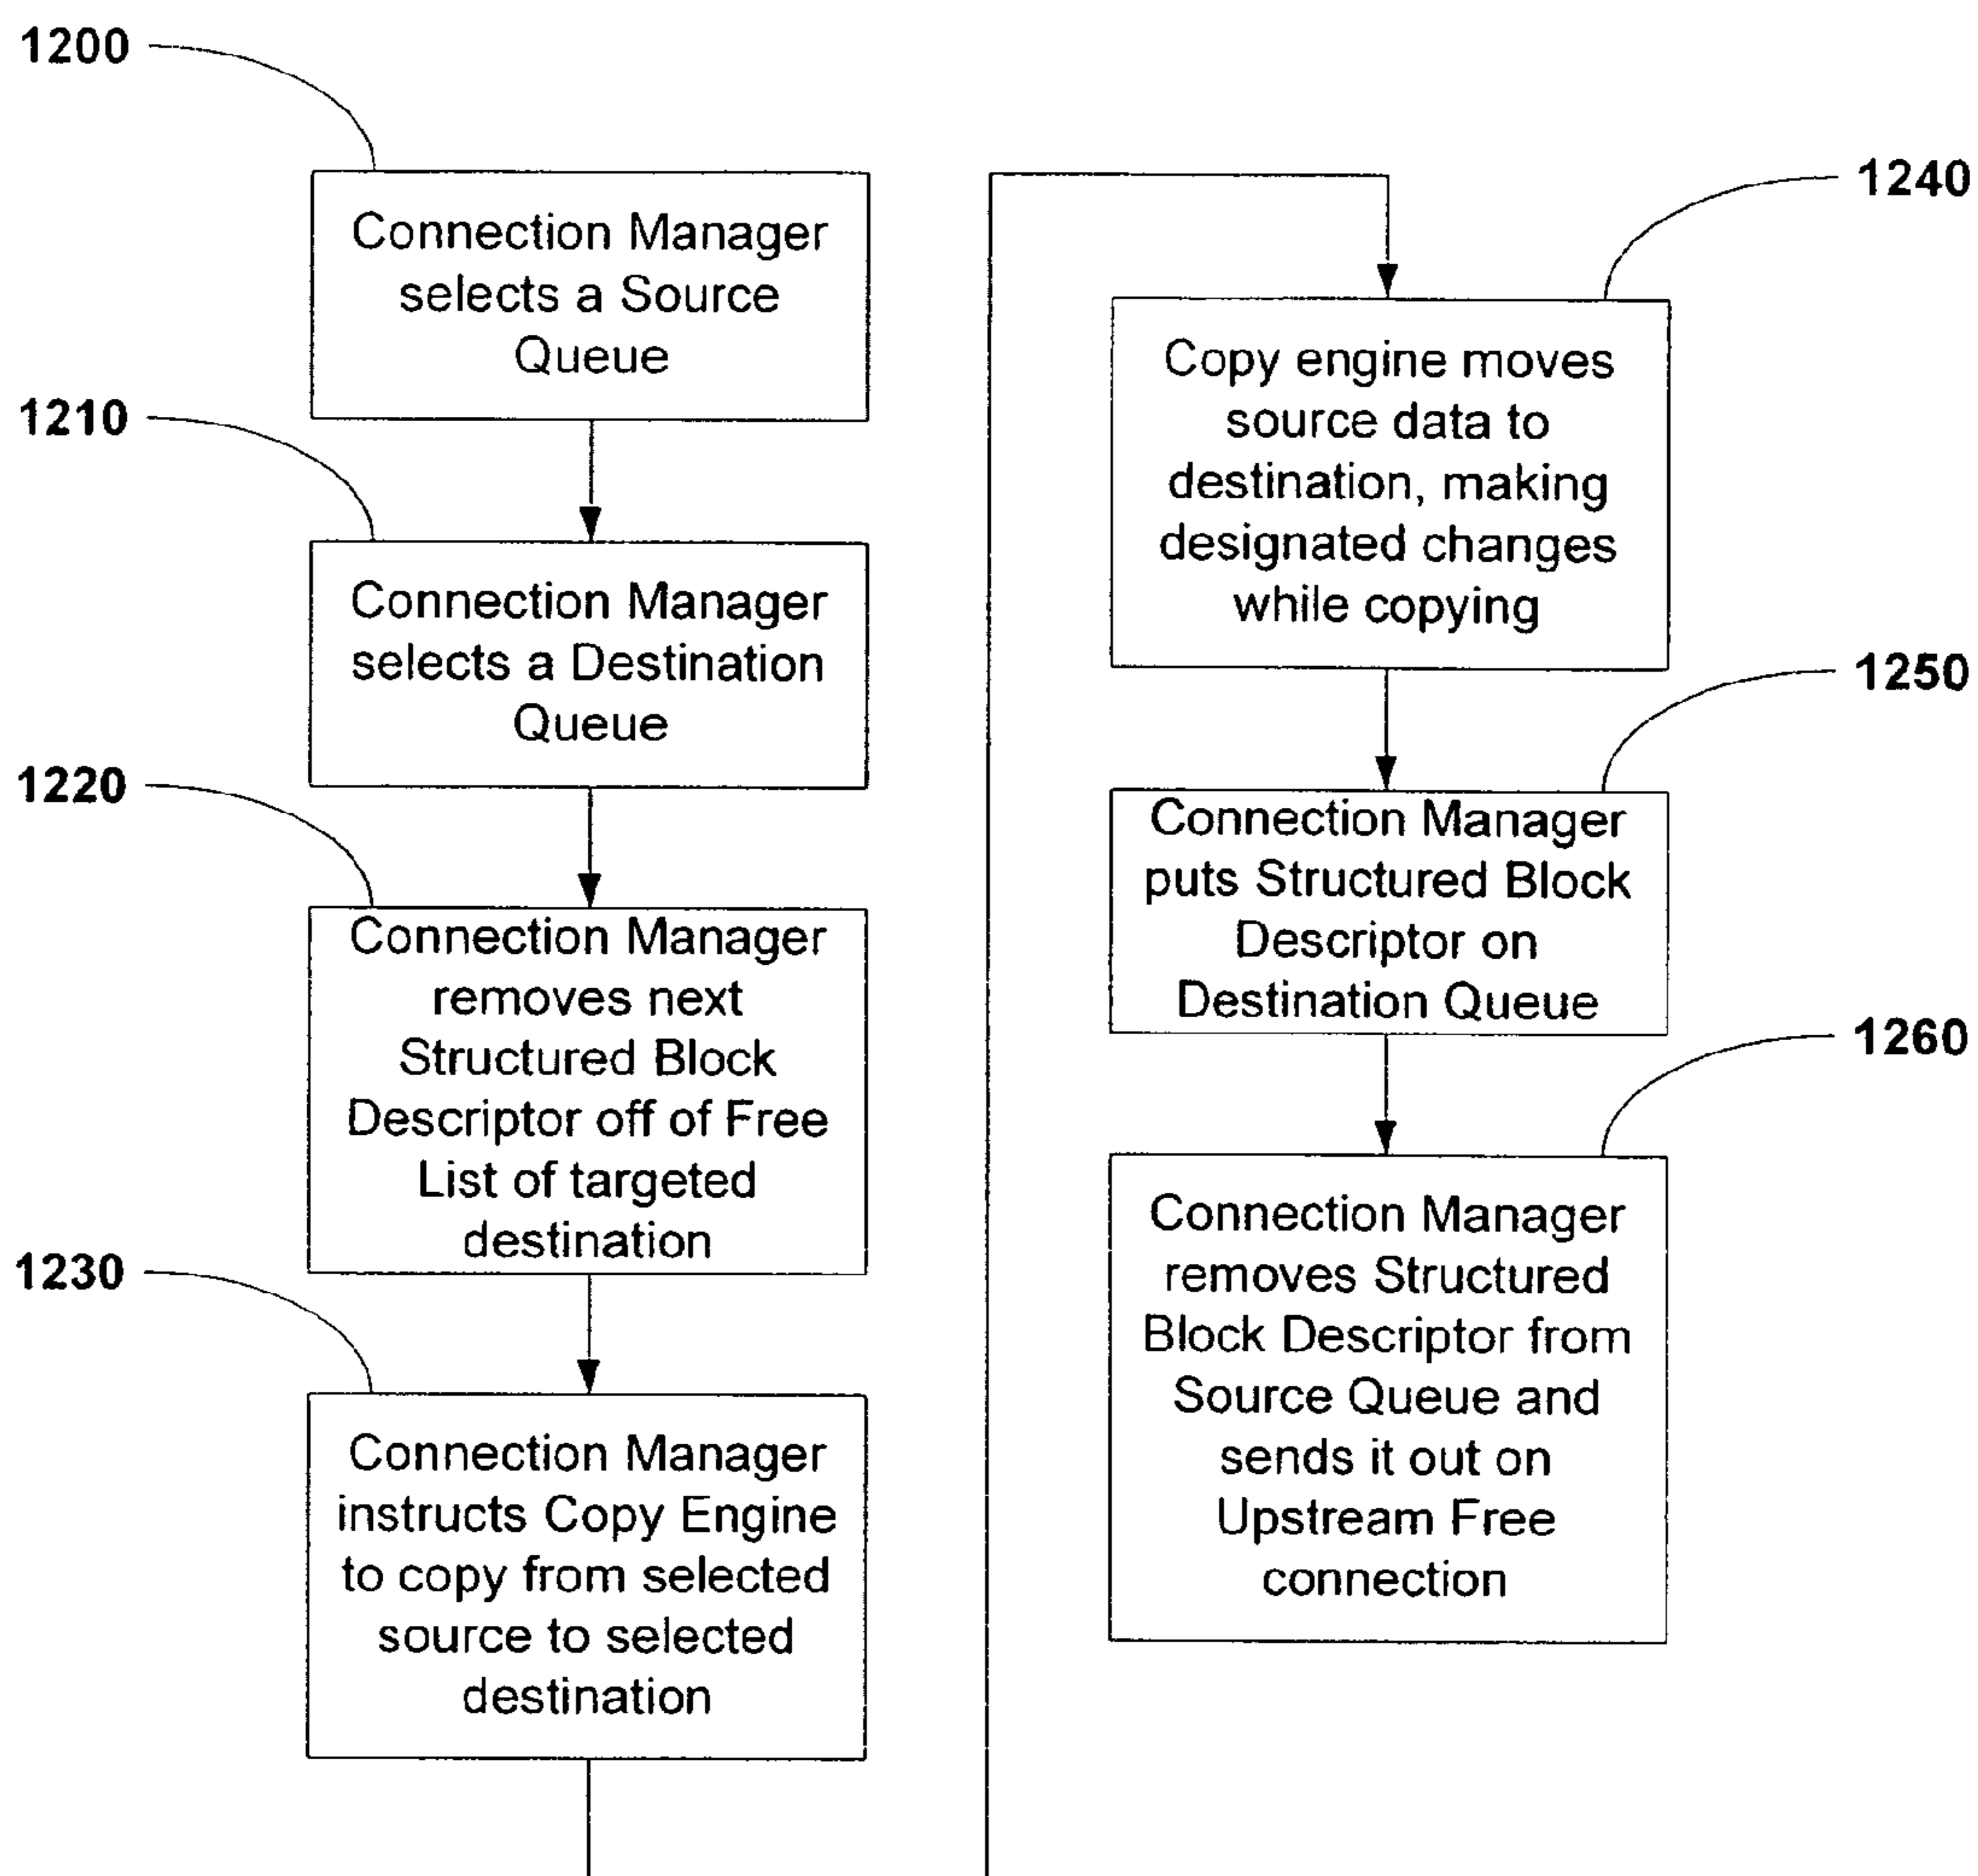 1200
Connection Manager
selects a Source
Queue
1210
Connection Manager
selects a Destination
Queue
1220
Connection Manager
removes next
Structured Block
Descriptor off of Free
List of targeted
destination
1230
Connection Manager
instructs Copy Engine
to copy from selected
source to selected
destination
1240
Copy engine moves
source data to
destination, making
designated changes
while copying
1250
Connection Manager
puts Structured Block
Descriptor on
Destination Queue
1260
Connection Manager
removes Structured
Block Descriptor from
Source Queue and
sends it out on
Upstream Free
connection